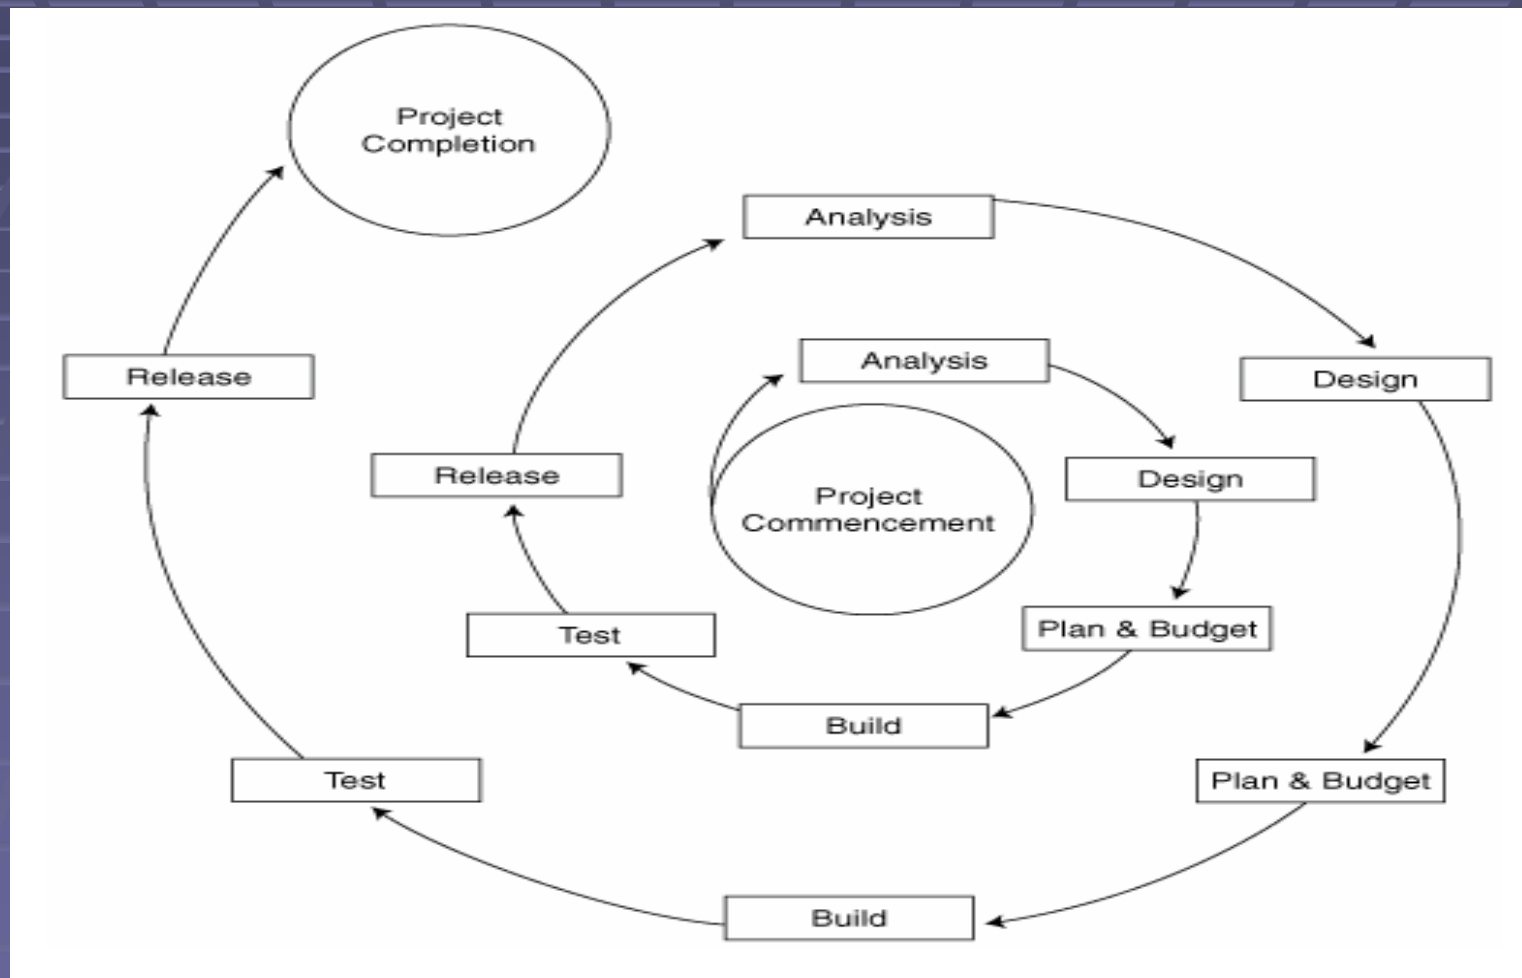 Project
Completion
Analysis
Analysis
Design
Release
Release
Design
Project
Commencement
Test
Plan & Budget
Build
Test
Plan & Budget
Build